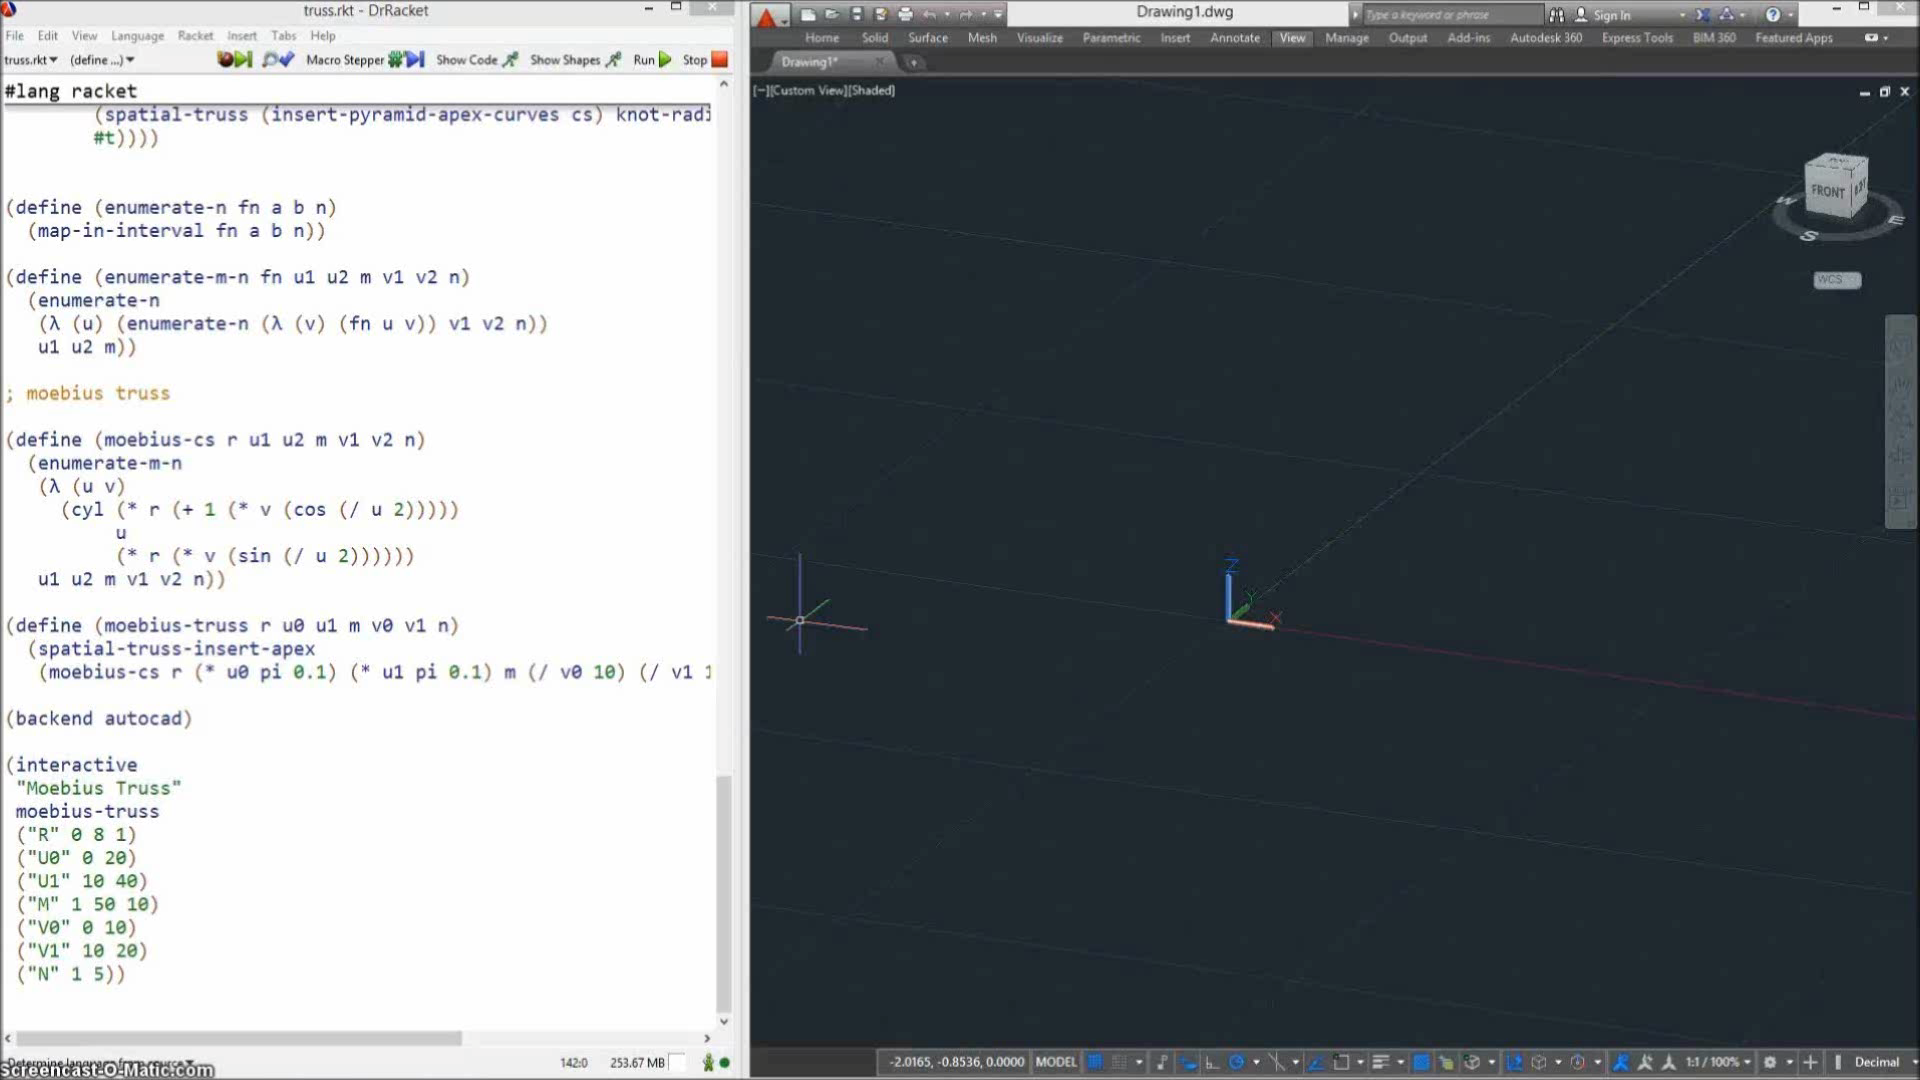 truss.rkt - DrRacket
File Edit View Language Racket Insert Tabs Help
truss.rkt (define ...) Macro Stepper Show Code Show Shapes Run Stop
#lang racket
(spatial-truss (insert-pyramid-apex-curves cs) knot-radi
#t))))
(define (enumerate-n fn a b n)
(map-in-interval fn a b n))
(define (enumerate-m-n fn u1 u2 m v1 v2 n)
(enumerate-n
(λ (u) (enumerate-n (λ (v) (fn u v)) v1 v2 n))
u1 u2 m))
; moebius truss
(define (moebius-cs r u1 u2 m v1 v2 n)
(enumerate-m-n
(λ (u v)
(cyl (* r (+ 1 (* v (cos (/ u 2)))))
u
(* r (* v (sin (/ u 2))))))
u1 u2 m v1 v2 n))
(define (moebius-truss r u0 u1 m v0 v1 n)
(spatial-truss-insert-apex
(moebius-cs r (* u0 pi 0.1) (* u1 pi 0.1) m (/ v0 10) (/ v1 1
(backend autocad)
(interactive
"Moebius Truss"
moebius-truss
("R" 0 8 1)
("U0" 0 20)
("U1" 10 40)
("M" 1 50 10)
("V0" 0 10)
("V1" 10 20)
("N" 1 5))
Determine language from source
142:0 253.67 MB
Screencast-O-Matic.com
Drawing1.dwg
Type a keyword or phrase
Sign In
Home Solid Surface Mesh Visualize Parametric Insert Annotate View Manage Output Add-ins Autodesk 360 Express Tools BIM 360 Featured Apps
Drawing1*
[−][Custom View][Shaded]
FRONT
W
E
S
WCS
Z
Y
X
-2.0165, -0.8536, 0.0000 MODEL 1:1 / 100% Decimal